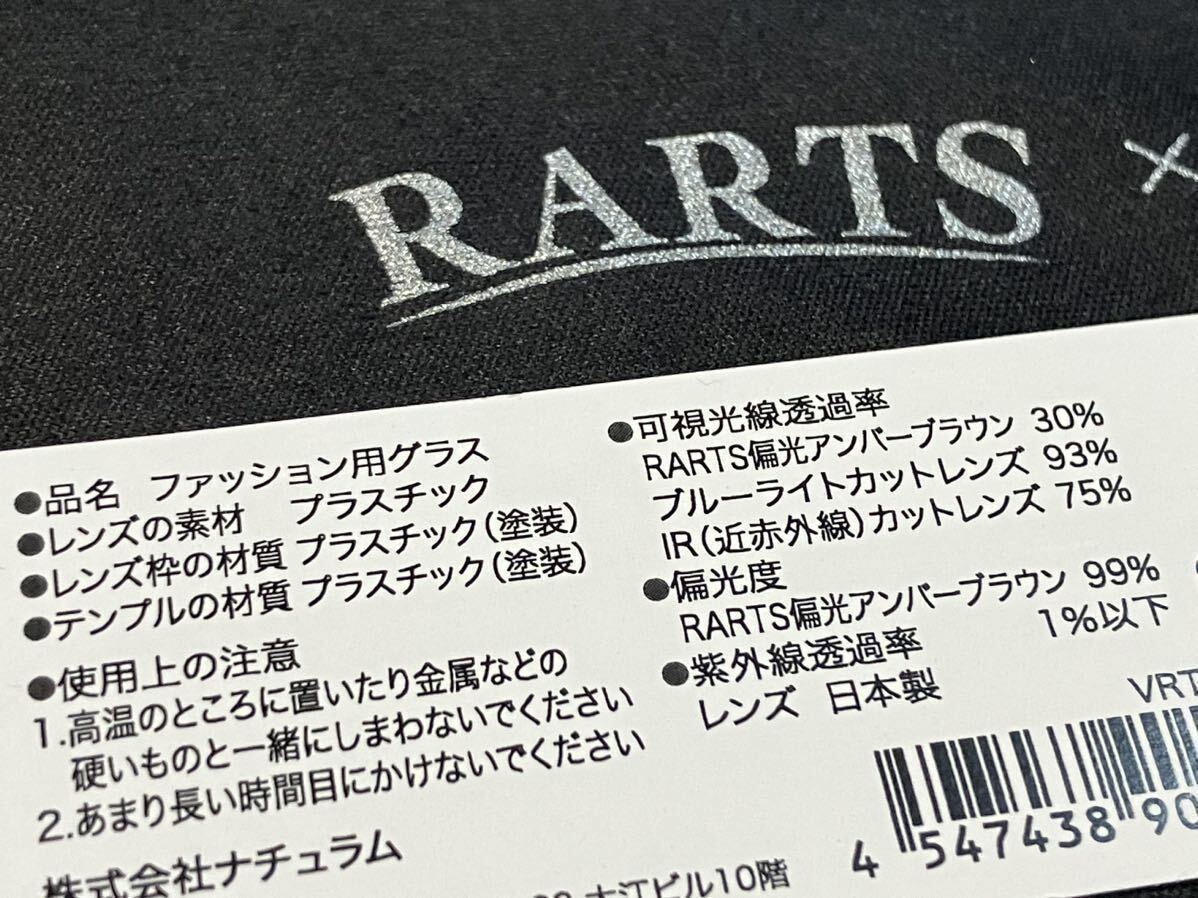 RARTS ×
●品名 ファッション用グラス
●レンズの素材 プラスチック
●レンズ枠の材質 プラスチック(塗装)
●テンプルの材質 プラスチック(塗装)
●使用上の注意
1.高温のところに置いたり金属などの
硬いものと一緒にしまわないでください
2.あまり長い時間目にかけないでください
株式会社ナチュラム
大江ビル10階
●可視光線透過率
RARTS偏光アンバーブラウン 30%
ブルーライトカットレンズ 93%
IR(近赤外線)カットレンズ 75%
●偏光度
RARTS偏光アンバーブラウン 99%
●紫外線透過率 1%以下
レンズ 日本製
VRT
4 547438 90